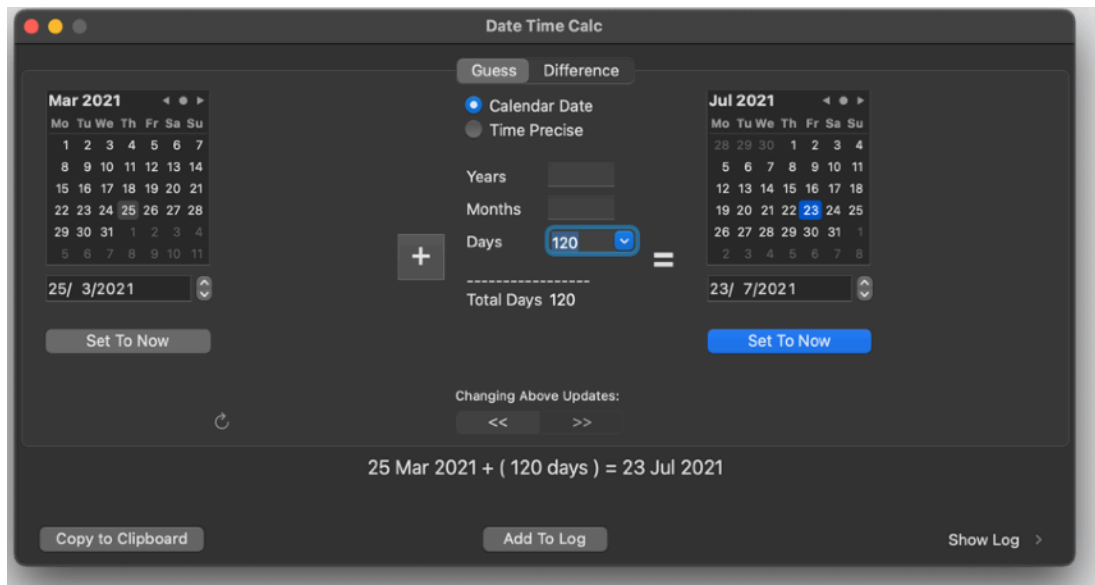 Date Time Calc
Guess Difference
Mar 2021
Mo Tu We Th Fr Sa Su
1 2 3 4 5 6 7
8 9 10 11 12 13 14
15 16 17 18 19 20 21
22 23 24 25 26 27 28
29 30 31 1 2 3 4
5 6 7 8 9 10 11
25/ 3/2021
Set To Now
Calendar Date
Time Precise
Years
Months
+
Days 120
=
-----------------
Total Days 120
Jul 2021
Mo Tu We Th Fr Sa Su
28 29 30 1 2 3 4
5 6 7 8 9 10 11
12 13 14 15 16 17 18
19 20 21 22 23 24 25
26 27 28 29 30 31 1
2 3 4 5 6 7 8
23/ 7/2021
Set To Now
Changing Above Updates:
<< >>
25 Mar 2021 + ( 120 days ) = 23 Jul 2021
Copy to Clipboard
Add To Log
Show Log >